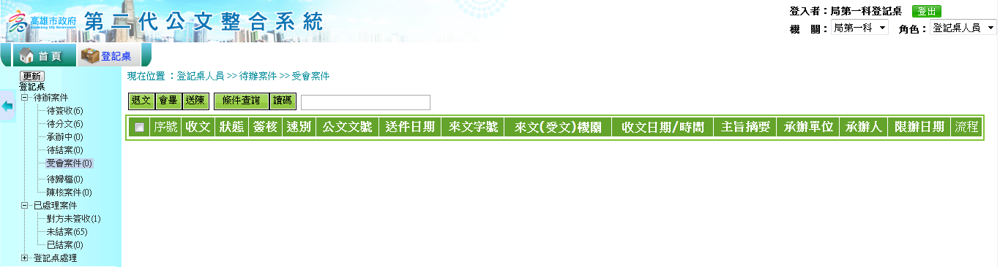 高雄市政府
Kaohsiung City Government
第二代公文整合系統
登入者：局第一科登記桌 登出
機 關： 局第一科 角色： 登記桌人員
首頁 登記桌
更新
登記桌
待辦案件
待簽收(6)
待分文(6)
承辦中(0)
待結案(0)
受會案件(0)
待歸檔(0)
陳核案件(0)
已處理案件
對方未簽收(1)
未結案(65)
已結案(0)
登記桌處理
現在位置 ：登記桌人員 >> 待辦案件 >> 受會案件
退文 會畢 送陳 條件查詢 讀碼
序號 收文 狀態 簽核 速別 公文文號 送件日期 來文字號 來文(受文)機關 收文日期/時間 主旨摘要 承辦單位 承辦人 限辦日期 流程